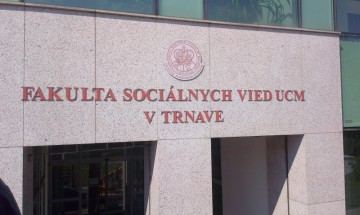 FAKULTA SOCIÁLNYCH VIED UCM
V TRNAVE